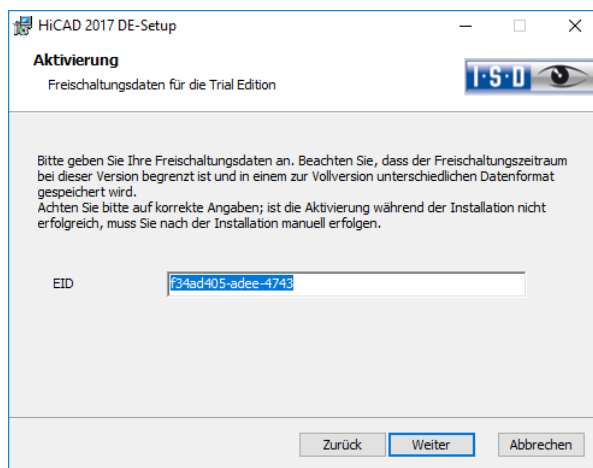 HiCAD 2017 DE-Setup
Aktivierung
Freischaltungsdaten für die Trial Edition
I·S·D
Bitte geben Sie Ihre Freischaltungsdaten an. Beachten Sie, dass der Freischaltungszeitraum
bei dieser Version begrenzt ist und in einem zur Vollversion unterschiedlichen Datenformat
gespeichert wird.
Achten Sie bitte auf korrekte Angaben; ist die Aktivierung während der Installation nicht
erfolgreich, muss Sie nach der Installation manuell erfolgen.
EID f34ad405-adee-4743
Zurück Weiter Abbrechen